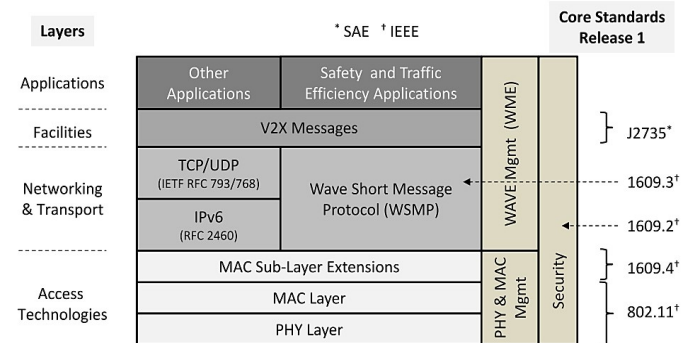 Layers
* SAE † IEEE
Core Standards
Release 1
Applications
Other
Applications
Safety and Traffic
Efficiency Applications
WAVE Mgmt (WME)
Security
Facilities
V2X Messages
J2735*
Networking
& Transport
TCP/UDP
(IETF RFC 793/768)
Wave Short Message
Protocol (WSMP)
1609.3†
IPv6
(RFC 2460)
1609.2†
Access
Technologies
MAC Sub-Layer Extensions
PHY & MAC
Mgmt
1609.4†
MAC Layer
802.11†
PHY Layer